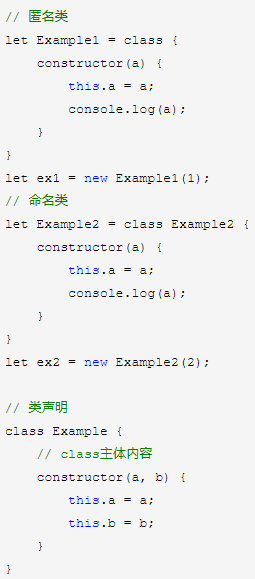 // 匿名类
let Example1 = class {
    constructor(a) {
        this.a = a;
        console.log(a);
    }
}
let ex1 = new Example1(1);
// 命名类
let Example2 = class Example2 {
    constructor(a) {
        this.a = a;
        console.log(a);
    }
}
let ex2 = new Example2(2);

// 类声明
class Example {
    // class主体内容
    constructor(a, b) {
        this.a = a;
        this.b = b;
    }
}